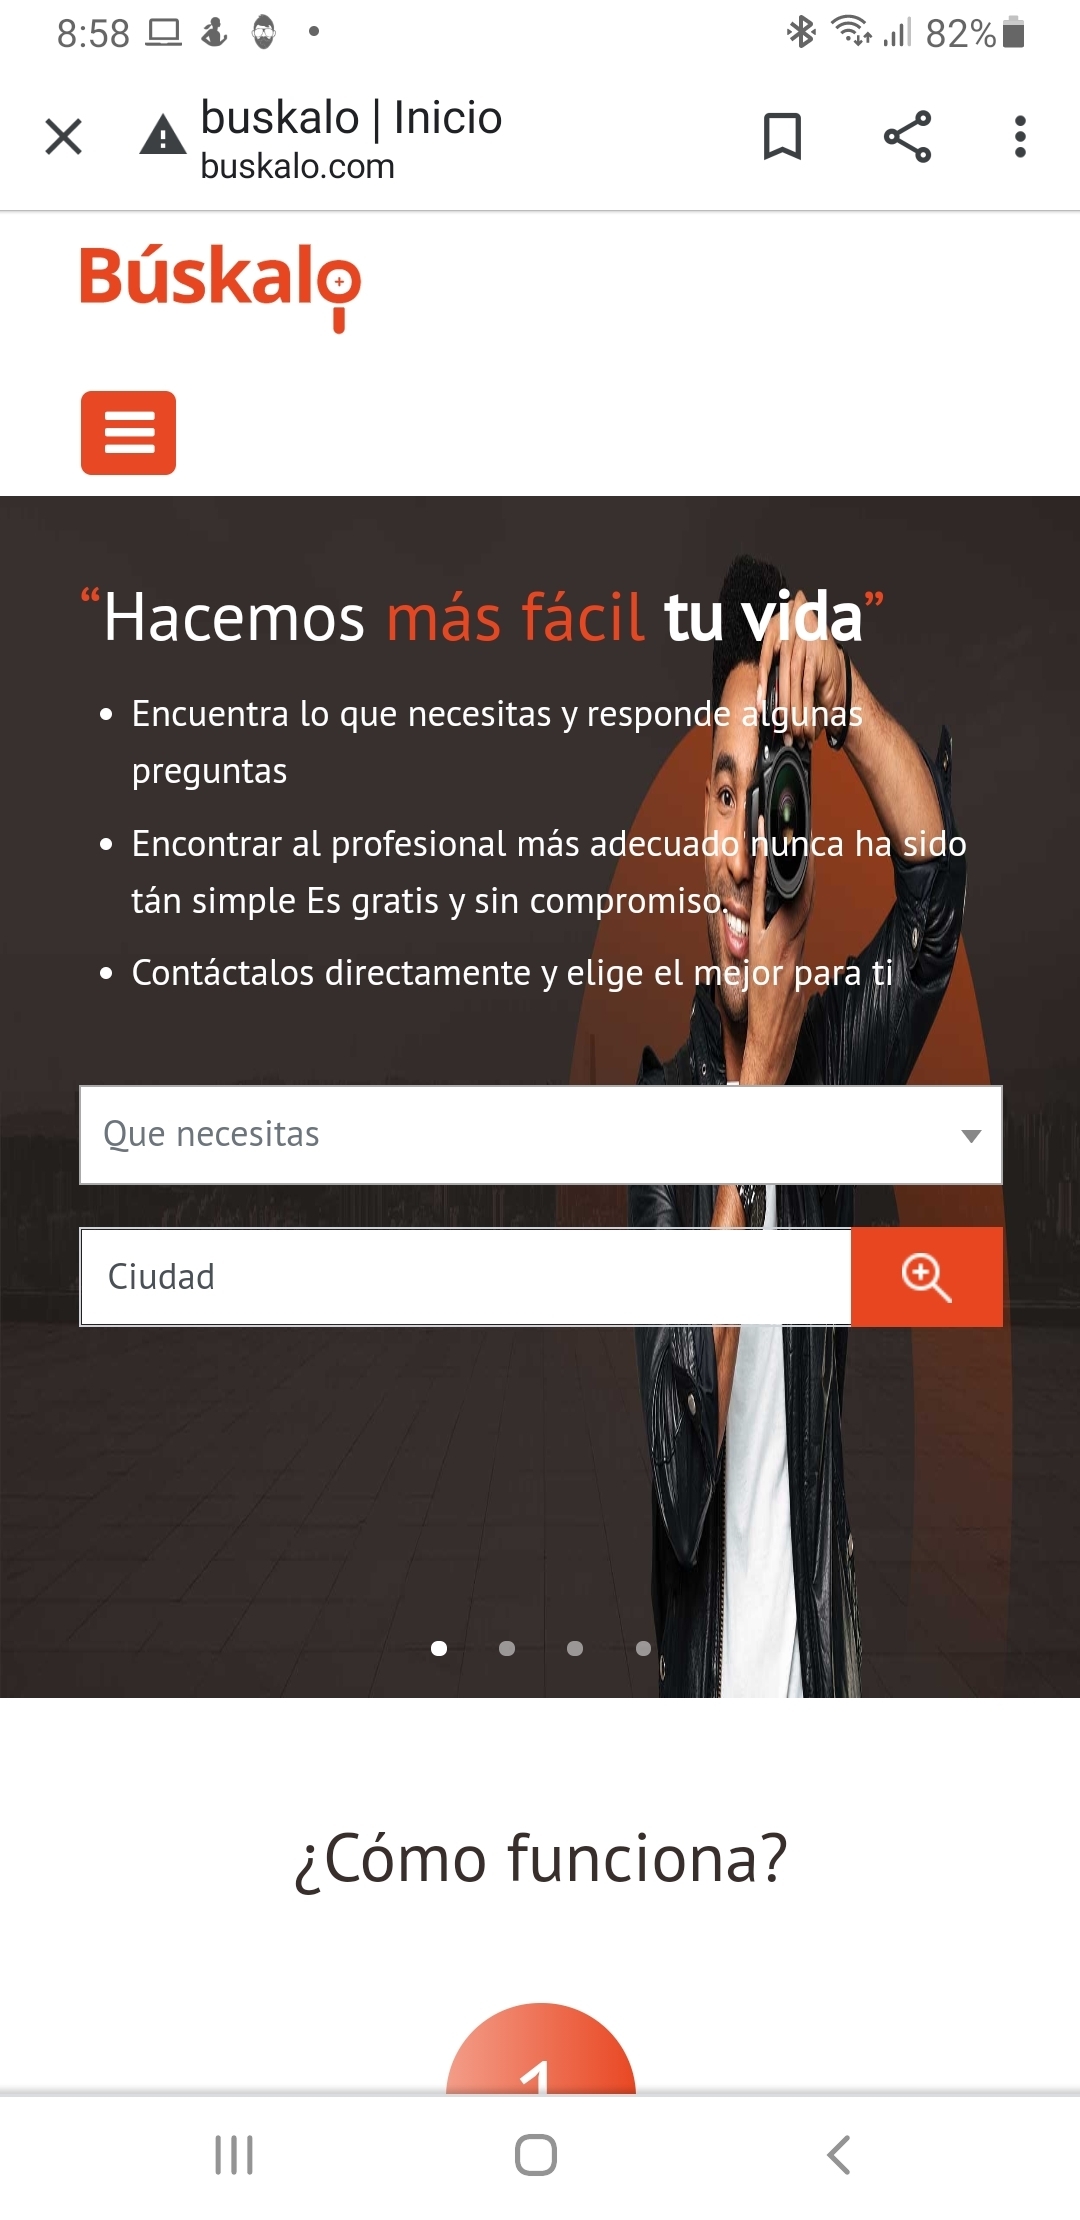 8:58
82%
buskalo | Inicio
buskalo.com
Búskalo
“Hacemos más fácil tu vida”
• Encuentra lo que necesitas y responde algunas
preguntas
• Encontrar al profesional más adecuado nunca ha sido
tán simple Es gratis y sin compromiso.
• Contáctalos directamente y elige el mejor para ti
Que necesitas
Ciudad
¿Cómo funciona?
1